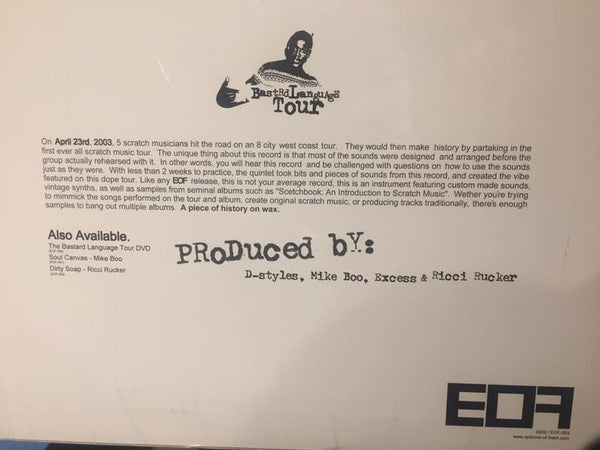 BastRdLanguAgE
TouR
On April 23rd, 2003, 5 scratch musicians hit the road on an 8 city west coast tour. They would then make history by partaking in the
first ever all scratch music tour. The unique thing about this record is that most of the sounds were designed and arranged before the
group actually rehearsed with it. In other words, you will hear this record and be challenged with questions on how to use the sounds
just as they were. With less than 2 weeks to practice, the quintet took bits and pieces of sounds from this record, and created the vibe
featured on this dope tour. Like any EOF release, this is not your average record, this is an instrument featuring custom made sounds,
vintage synths, as well as samples from seminal albums such as "Scetchbook: An Introduction to Scratch Music". Wether you're trying
to mimmick the songs performed on the tour and album, create original scratch music, or producing tracks traditionally, there's enough
samples to bang out multiple albums. A piece of history on wax.
Also Available.
The Bastard Language Tour DVD
Soul Canvas - Mike Boo
Dirty Soap - Ricci Rucker
PRoDuced bY:
D-styles, Mike Boo, Excess & Ricci Rucker
EOF
2003 / EOF-003